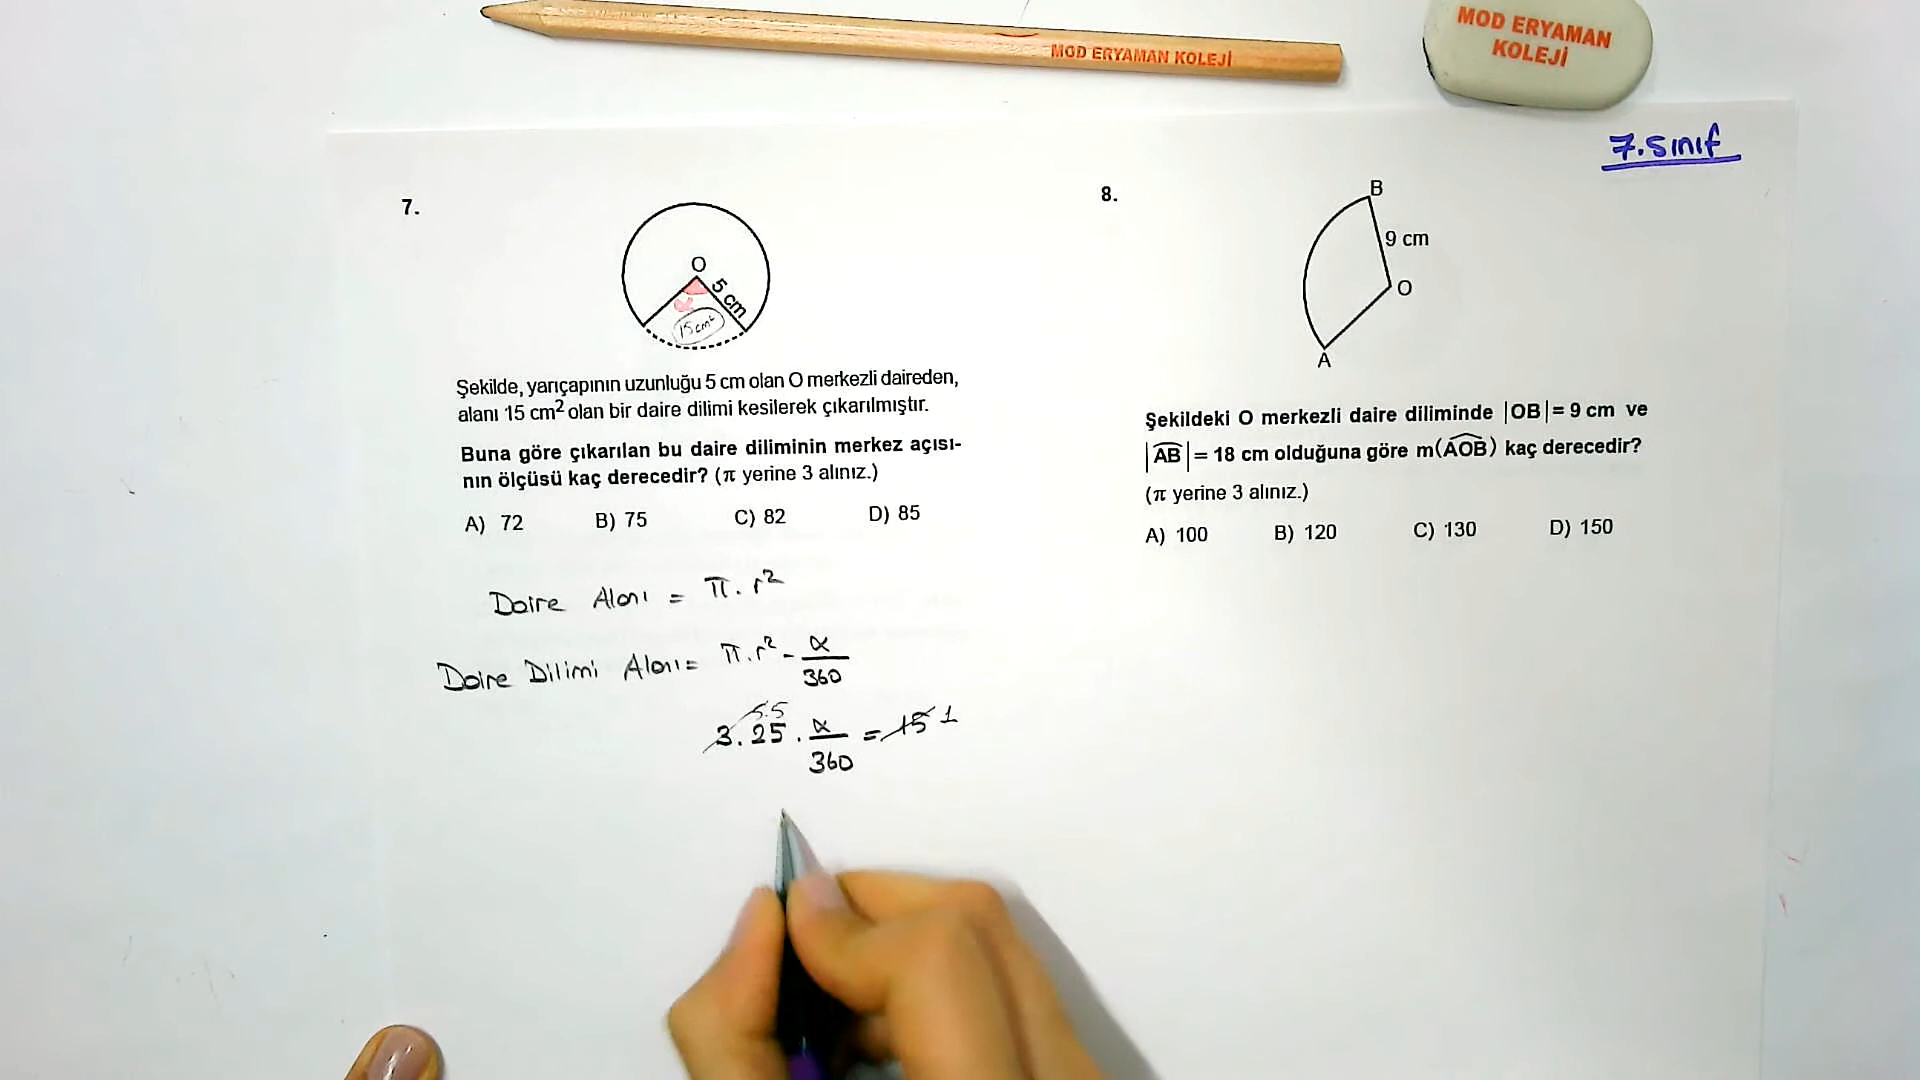 MOD ERYAMAN KOLEJİ
MOD ERYAMAN
KOLEJİ
7.sınıf
7.
O
5 cm
α
15 cm²
Şekilde, yarıçapının uzunluğu 5 cm olan O merkezli daireden,
alanı 15 cm² olan bir daire dilimi kesilerek çıkarılmıştır.
Buna göre çıkarılan bu daire diliminin merkez açısı-
nın ölçüsü kaç derecedir? (π yerine 3 alınız.)
A) 72 B) 75 C) 82 D) 85
Daire Alanı = π.r²
Daire Dilimi Alanı = π.r² - α/360
5.5
3.25 . α/360 = 15 1
8.
B
9 cm
O
A
Şekildeki O merkezli daire diliminde |OB| = 9 cm ve
|AB| = 18 cm olduğuna göre m(AOB) kaç derecedir?
(π yerine 3 alınız.)
A) 100 B) 120 C) 130 D) 150